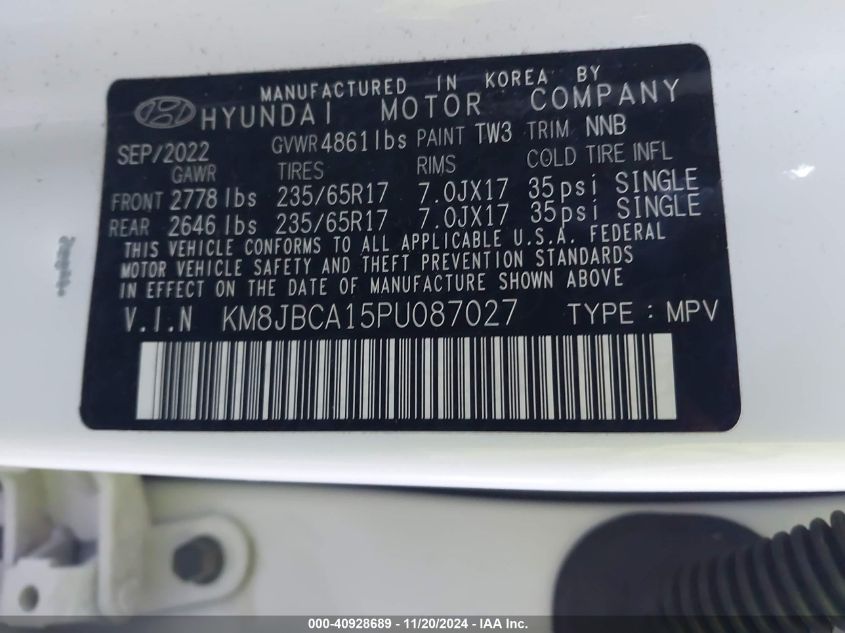 MANUFACTURED IN KOREA BY
HYUNDAI MOTOR COMPANY
SEP/2022 GVWR 4861 lbs PAINT TW3 TRIM NNB
GAWR TIRES RIMS COLD TIRE INFL
FRONT 2778 lbs 235/65R17 7.0JX17 35psi SINGLE
REAR 2646 lbs 235/65R17 7.0JX17 35psi SINGLE
THIS VEHICLE CONFORMS TO ALL APPLICABLE U.S.A. FEDERAL
MOTOR VEHICLE SAFETY AND THEFT PREVENTION STANDARDS
IN EFFECT ON THE DATE OF MANUFACTURE SHOWN ABOVE
V.I.N KM8JBCA15PU087027 TYPE : MPV
000-40928689 - 11/20/2024 - IAA Inc.